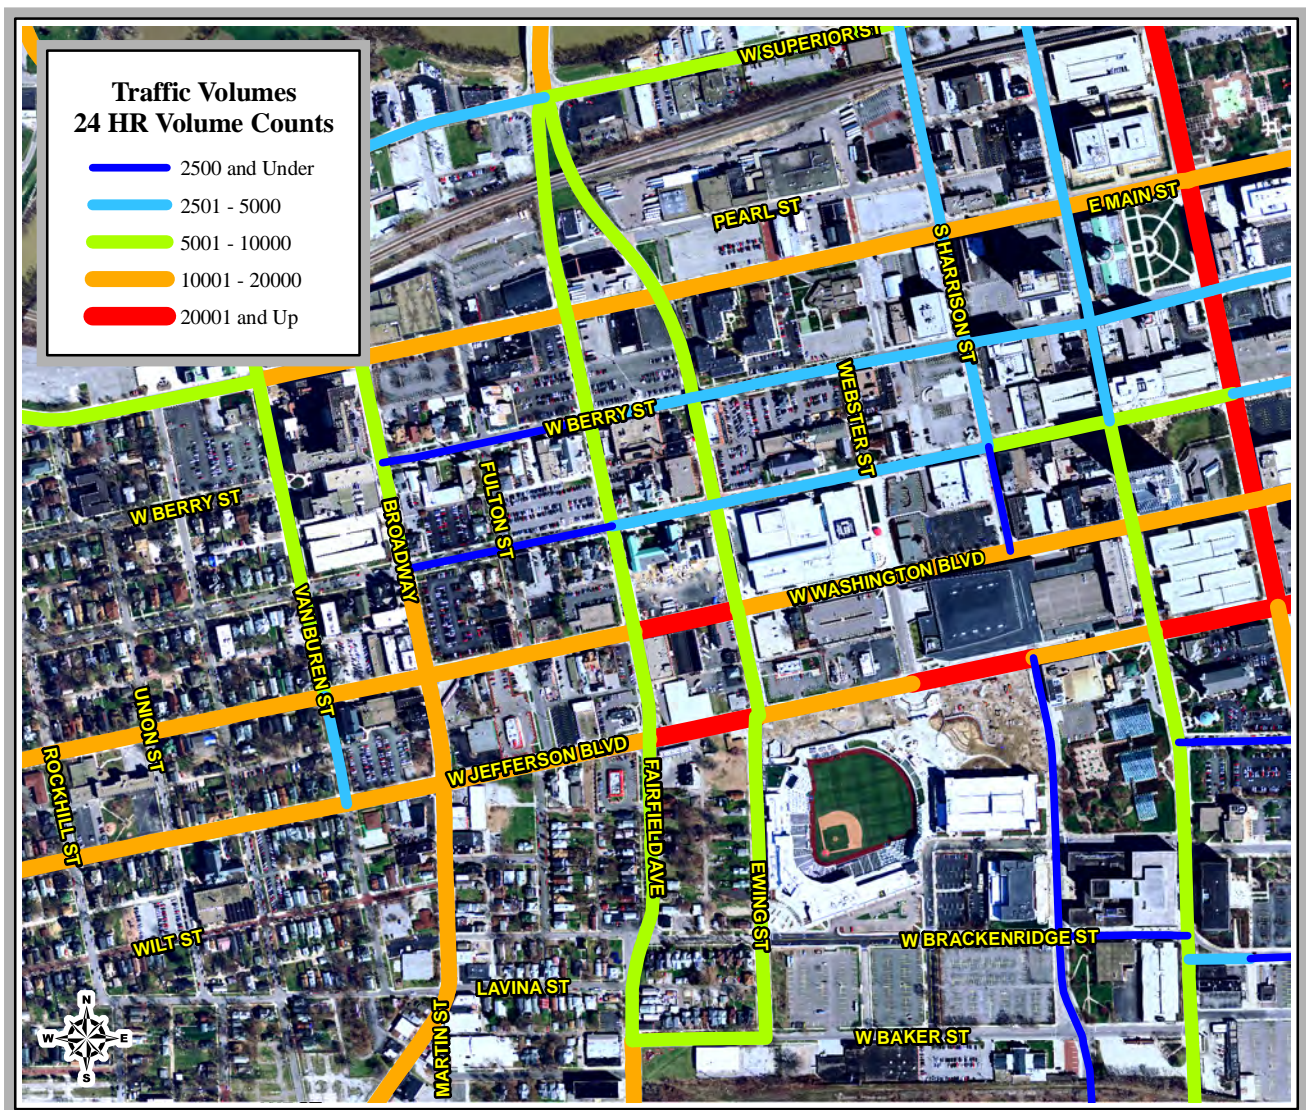 Traffic Volumes
24 HR Volume Counts
2500 and Under
2501 - 5000
5001 - 10000
10001 - 20000
20001 and Up
W SUPERIOR ST
E MAIN ST
PEARL ST
S HARRISON ST
WEBSTER ST
W BERRY ST
FULTON ST
W BERRY ST
BROADWAY
W WASHINGTON BLVD
VAN BUREN ST
UNION ST
ROCKHILL ST
W JEFFERSON BLVD
FAIRFIELD AVE
EWING ST
W BRACKENRIDGE ST
WILT ST
LAVINA ST
MARTIN ST
W BAKER ST
N
W E
S